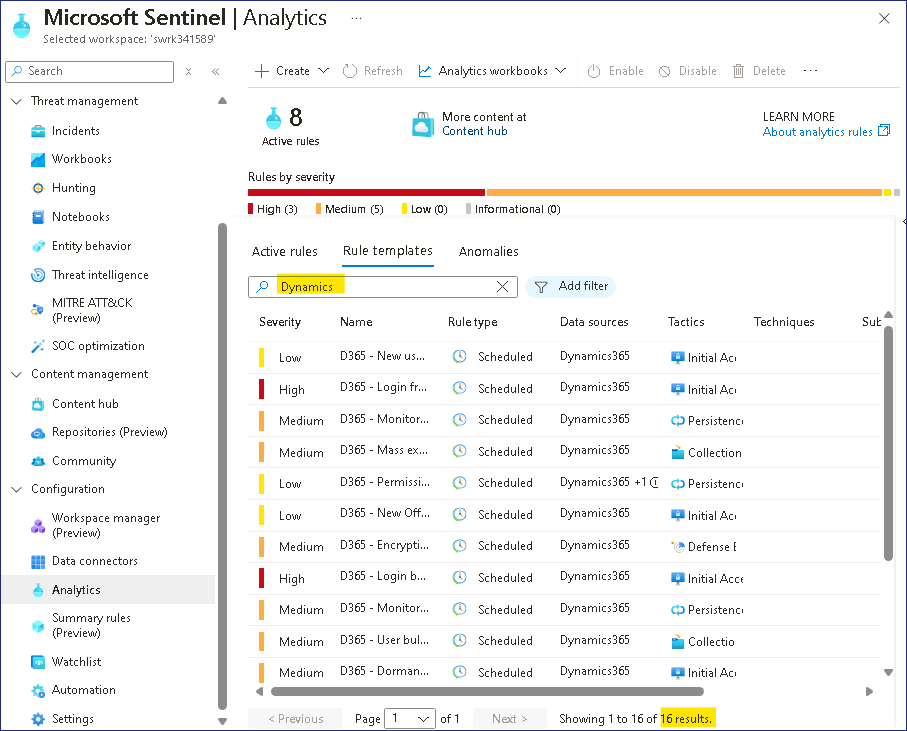 Microsoft Sentinel | Analytics ...
Selected workspace: 'swrk341589'
Search
Threat management
Incidents
Workbooks
Hunting
Notebooks
Entity behavior
Threat intelligence
MITRE ATT&CK
(Preview)
SOC optimization
Content management
Content hub
Repositories (Preview)
Community
Configuration
Workspace manager
(Preview)
Data connectors
Analytics
Summary rules
(Preview)
Watchlist
Automation
Settings
Create Refresh Analytics workbooks Enable Disable Delete ...
8
Active rules
More content at
Content hub
LEARN MORE
About analytics rules
Rules by severity
High (3) Medium (5) Low (0) Informational (0)
Active rules Rule templates Anomalies
Dynamics Add filter
Severity Name Rule type Data sources Tactics Techniques Sub
Low D365 - New us... Scheduled Dynamics365 Initial Acc
High D365 - Login fr... Scheduled Dynamics365 Initial Acc
Medium D365 - Monitor... Scheduled Dynamics365 Persistence
Medium D365 - Mass ex... Scheduled Dynamics365 Collection
Low D365 - Permissi... Scheduled Dynamics365 +1 Persistence
Low D365 - New Off... Scheduled Dynamics365 Initial Acc
Medium D365 - Encrypti... Scheduled Dynamics365 Defense E
High D365 - Login b... Scheduled Dynamics365 Initial Acce
Medium D365 - Monitor... Scheduled Dynamics365 Persistence
Medium D365 - User bul... Scheduled Dynamics365 Collectio
Medium D365 - Dorman... Scheduled Dynamics365 Initial Acc
< Previous Page 1 of 1 Next > Showing 1 to 16 of 16 results.